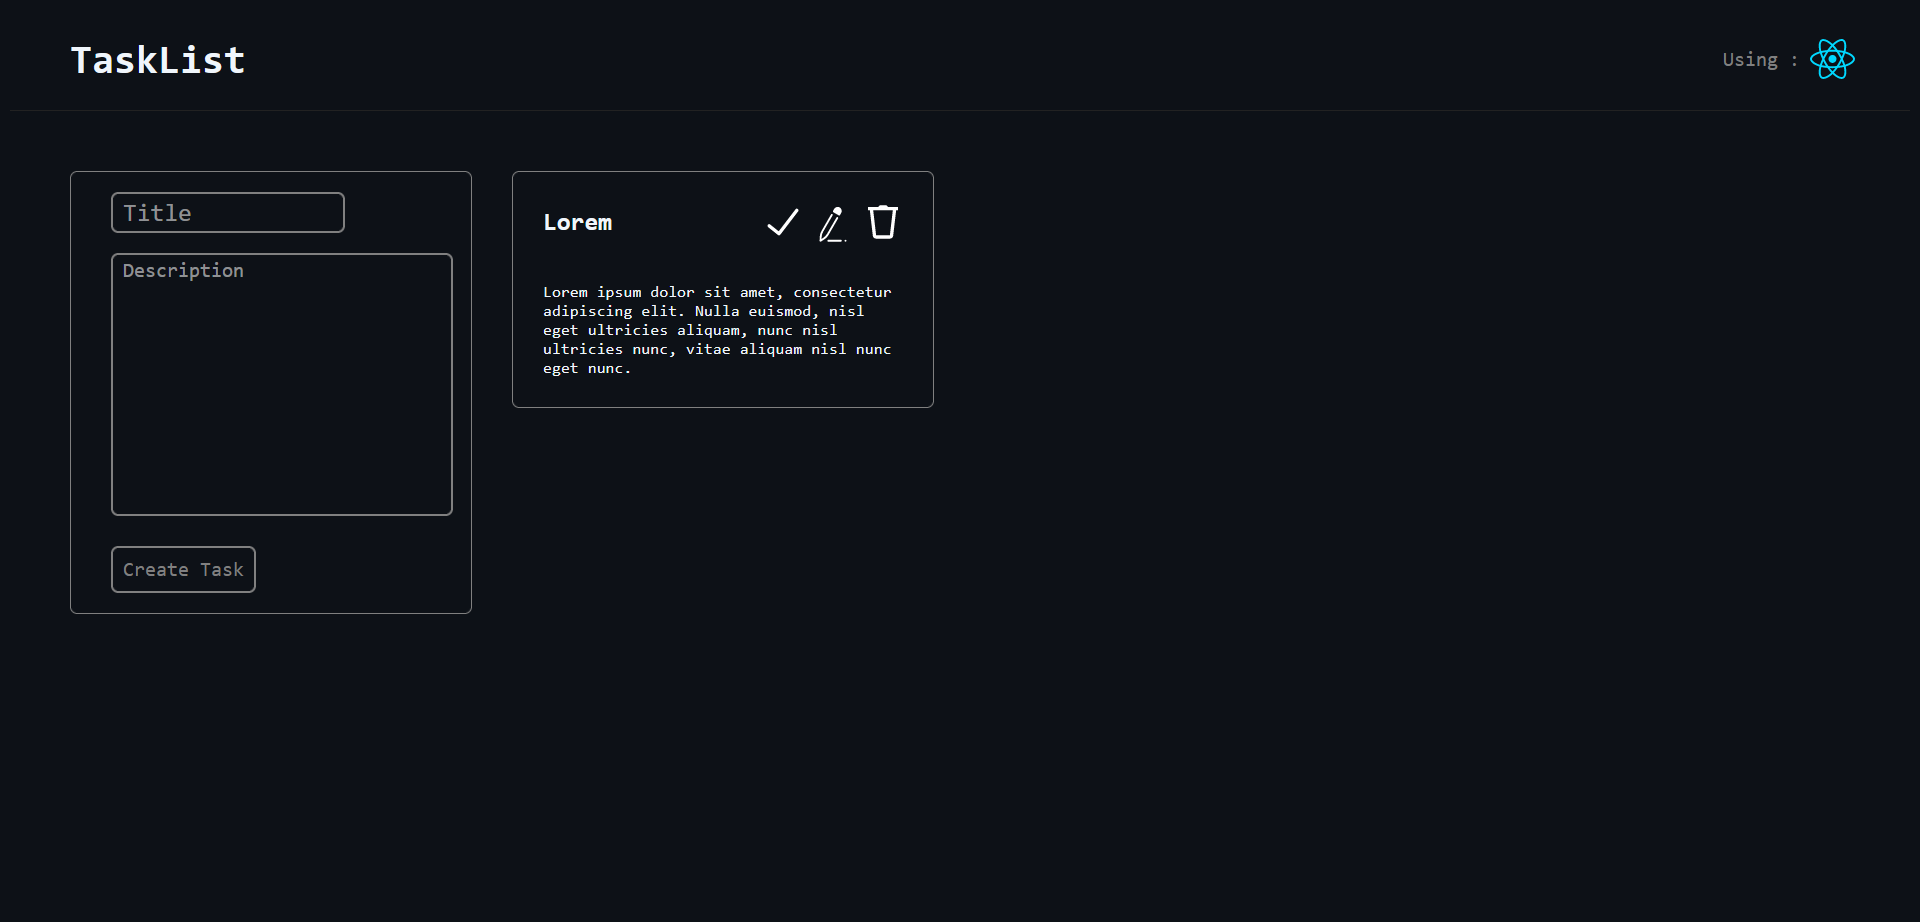 TaskList
Using :
Title
Description
Create Task
Lorem
Lorem ipsum dolor sit amet, consectetur
adipiscing elit. Nulla euismod, nisl
eget ultricies aliquam, nunc nisl
ultricies nunc, vitae aliquam nisl nunc
eget nunc.